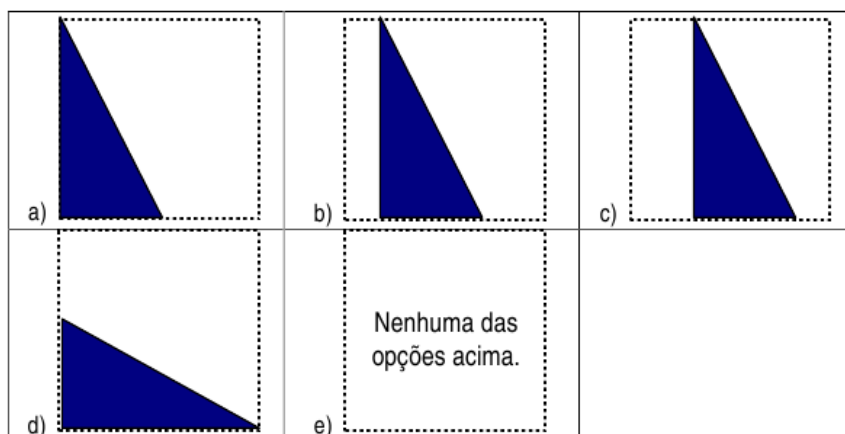 a)
b)
c)
d)
e)
Nenhuma das
opções acima.